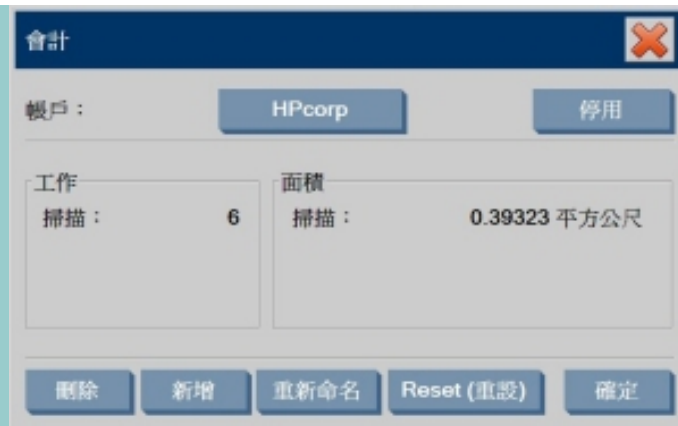 會計
帳戶： HPcorp 停用
工作 面積
掃描： 6 掃描： 0.39323 平方公尺
刪除 新增 重新命名 Reset (重設) 確定